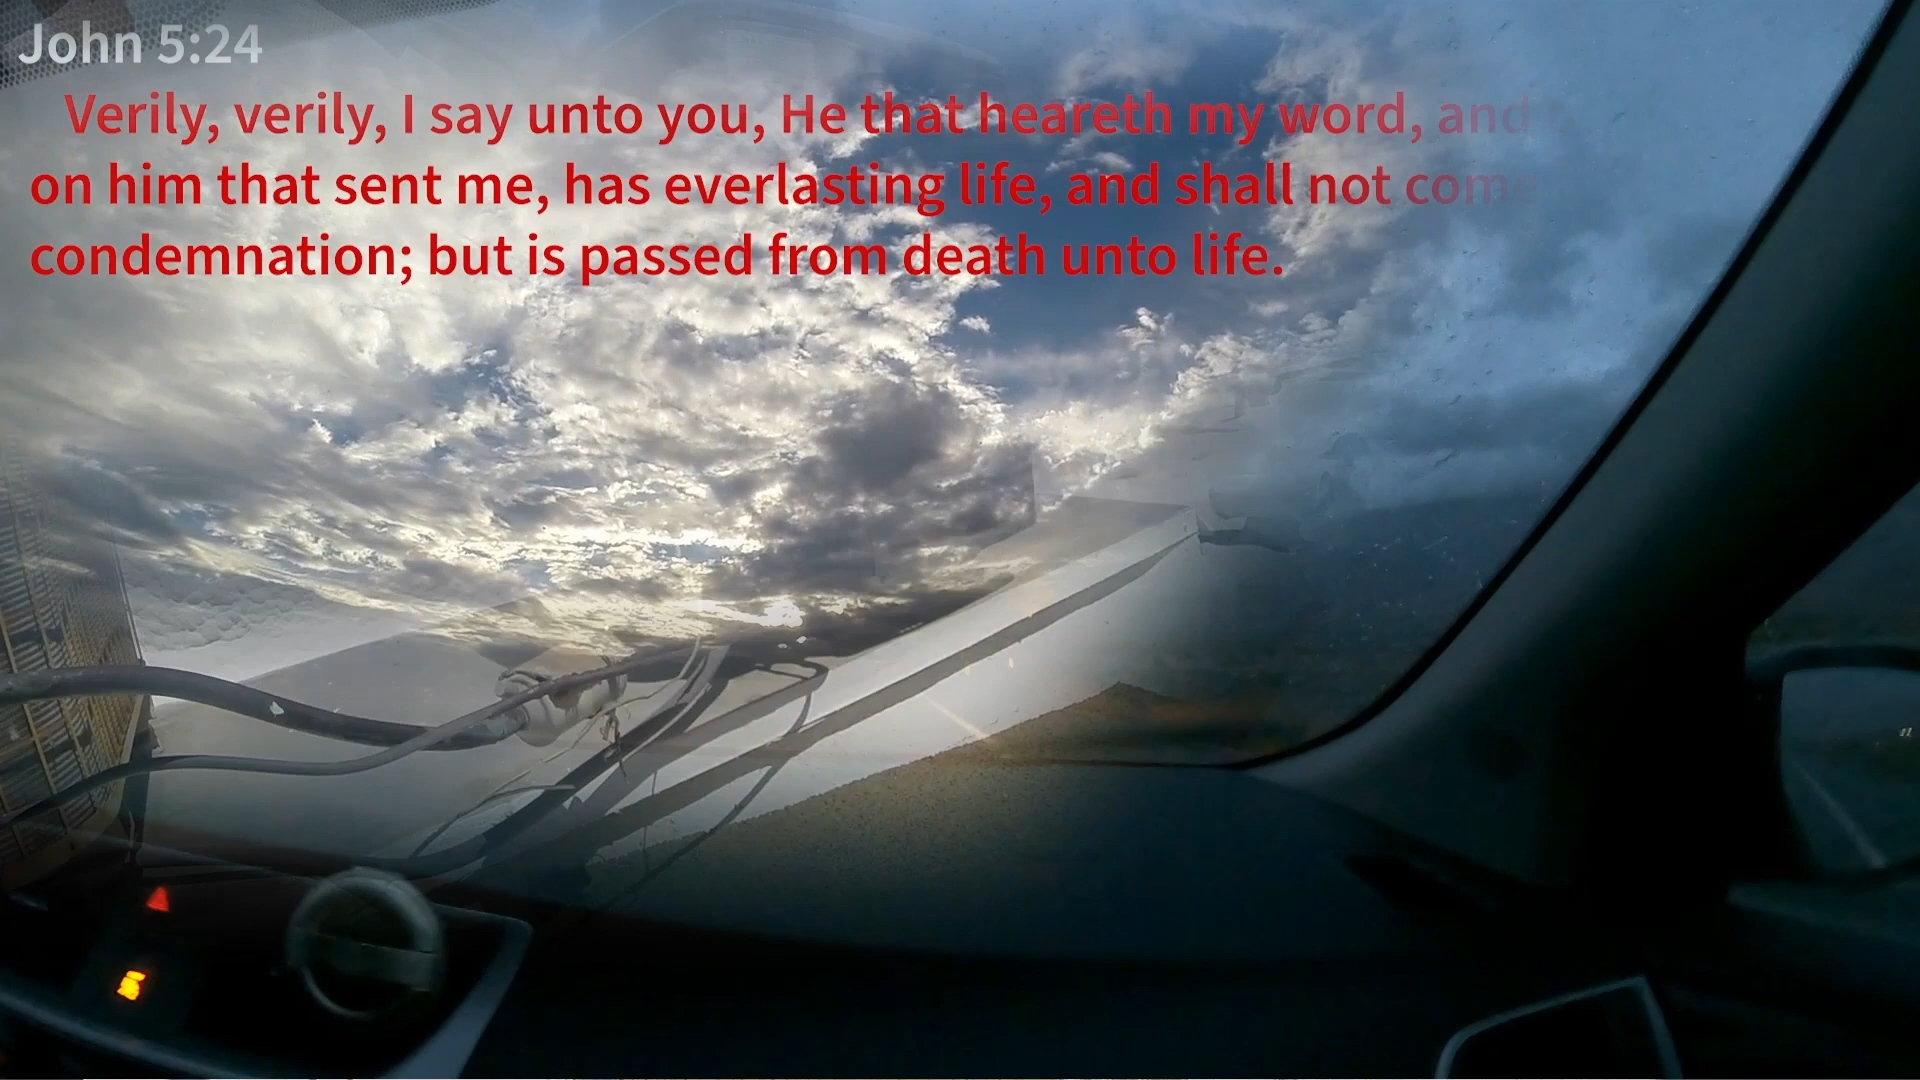 John 5:24
Verily, verily, I say unto you, He that heareth my word, and
on him that sent me, has everlasting life, and shall not come
condemnation; but is passed from death unto life.